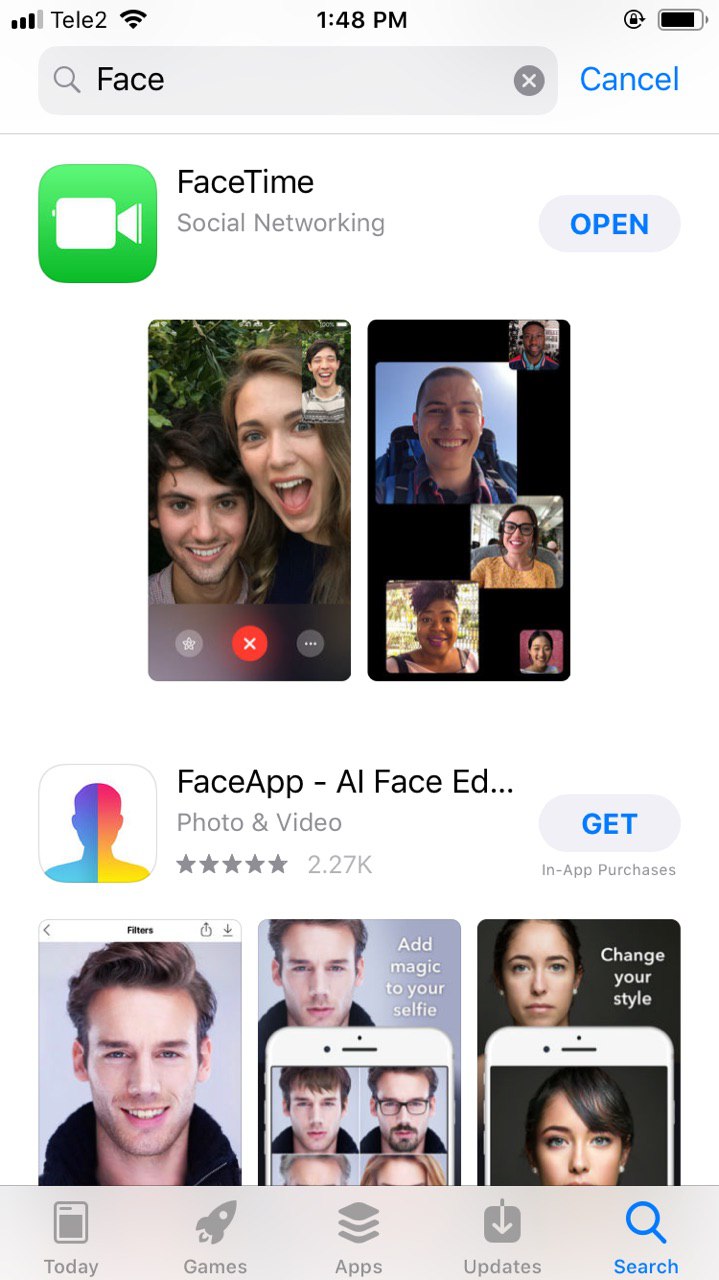 Tele2
1:48 PM
Face
Cancel
FaceTime
Social Networking
OPEN
FaceApp - AI Face Ed...
Photo & Video
2.27K
GET
In-App Purchases
Filters
Add
magic
to your
selfie
Change
your
style
Today
Games
Apps
Updates
Search